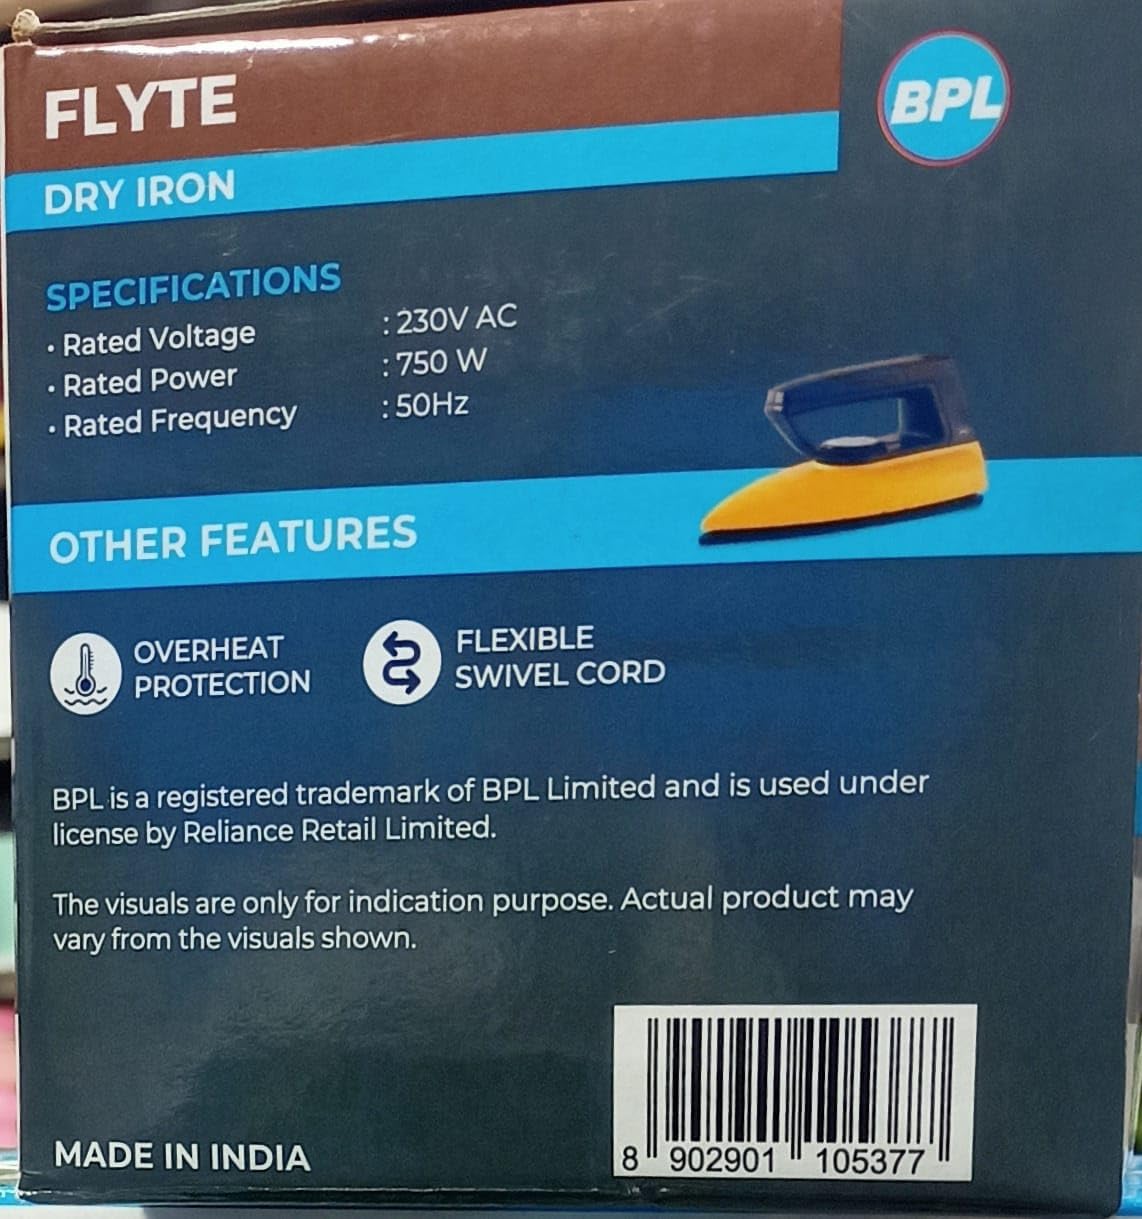 FLYTE
BPL
DRY IRON
SPECIFICATIONS
• Rated Voltage : 230V AC
• Rated Power : 750 W
• Rated Frequency : 50Hz
OTHER FEATURES
OVERHEAT
PROTECTION
FLEXIBLE
SWIVEL CORD
BPL is a registered trademark of BPL Limited and is used under
license by Reliance Retail Limited.
The visuals are only for indication purpose. Actual product may
vary from the visuals shown.
MADE IN INDIA
8 902901 105377